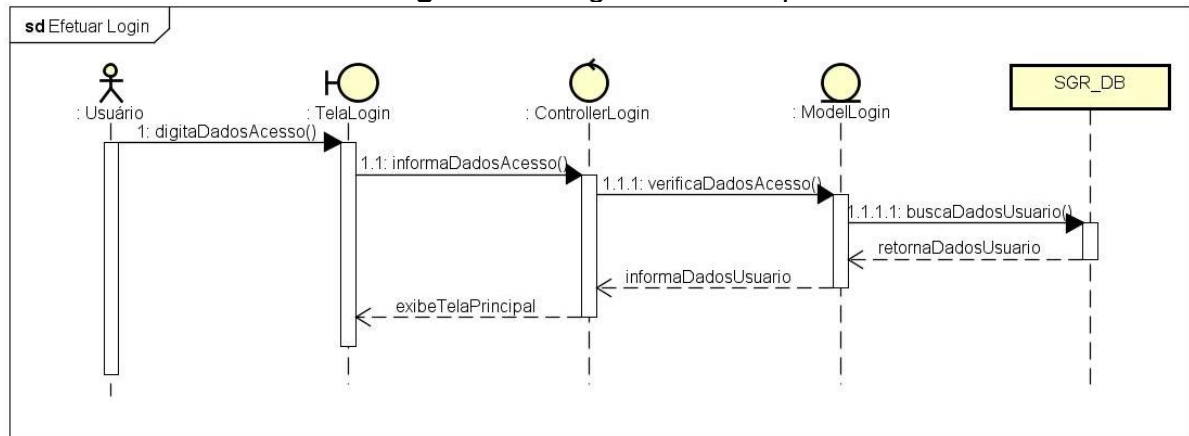 sd Efetuar Login
SGR_DB
: Usuário
: TelaLogin
: ControllerLogin
: ModelLogin
1: digitaDadosAcesso()
1.1: informaDadosAcesso()
1.1.1: verificaDadosAcesso()
1.1.1.1: buscaDadosUsuario()
retornaDadosUsuario
informaDadosUsuario
exibeTelaPrincipal